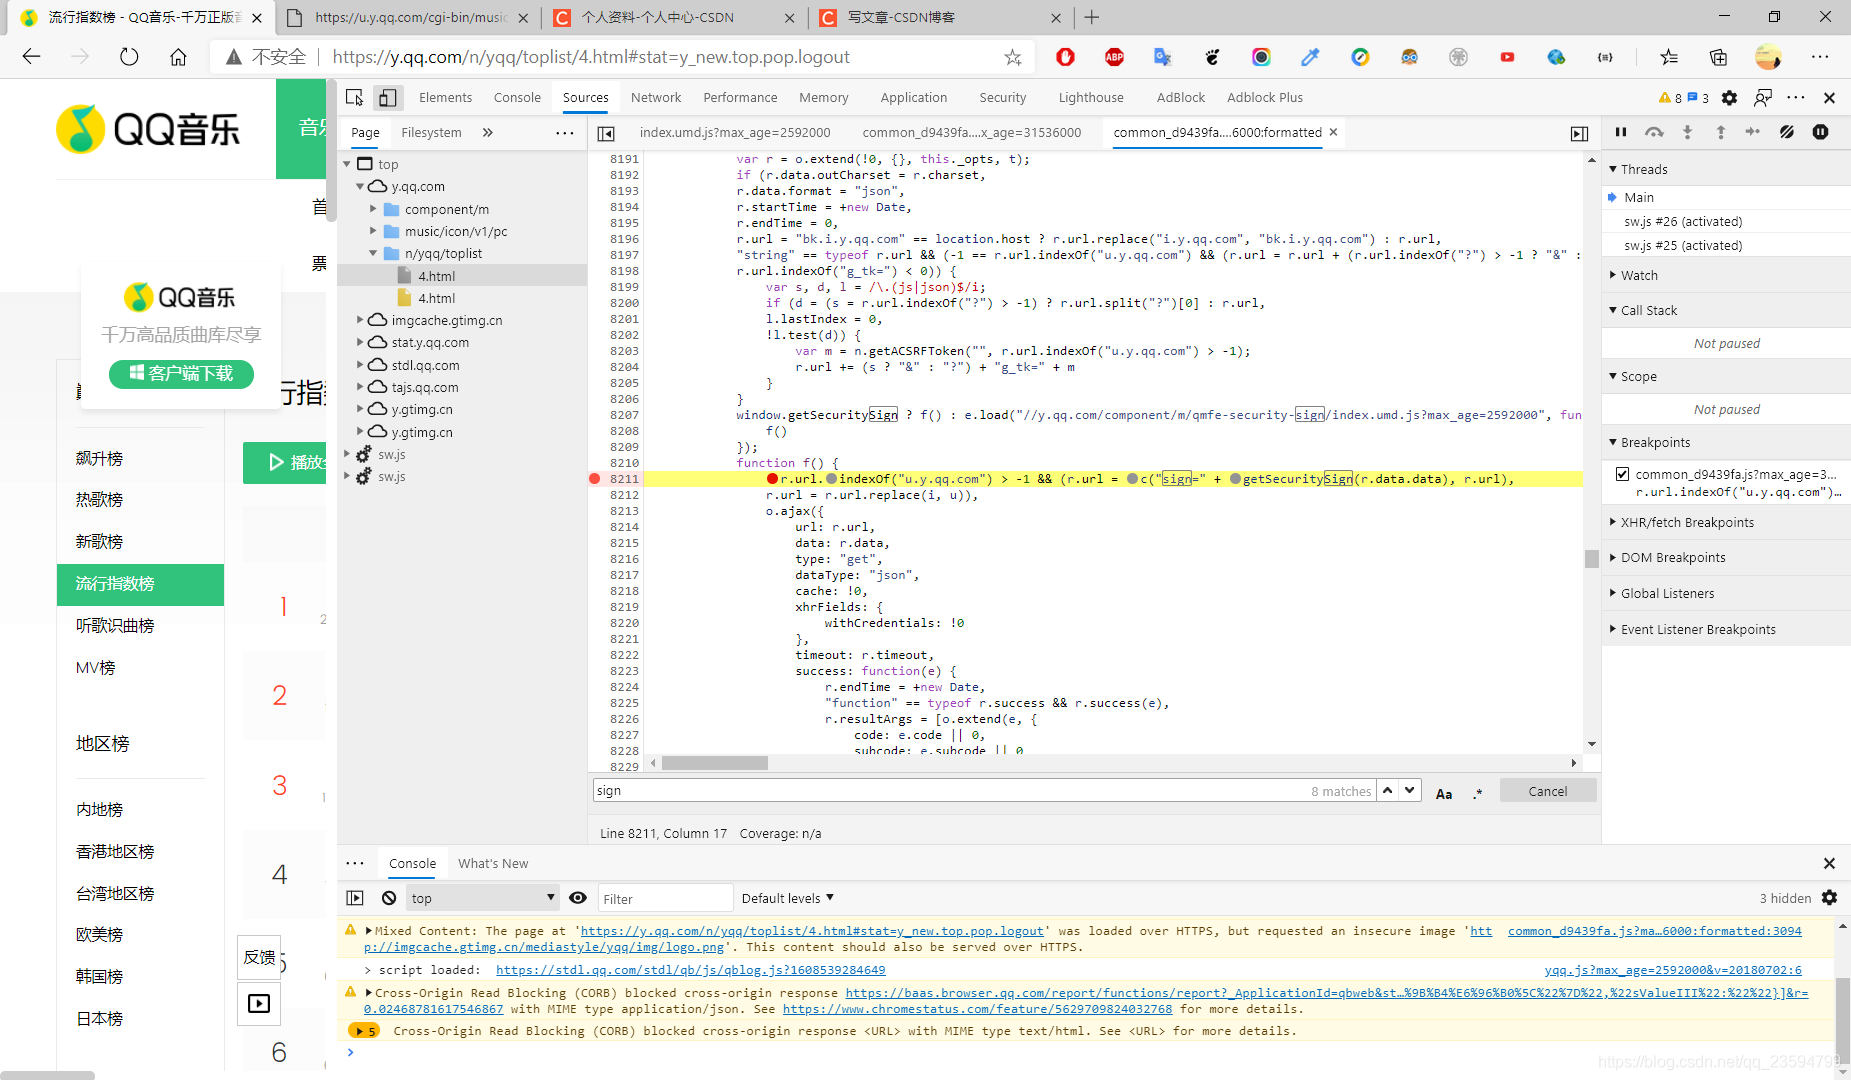 流行指数榜 - QQ音乐-千万正版音
https://u.y.qq.com/cgi-bin/music
个人资料-个人中心-CSDN
写文章-CSDN博客
不安全
https://y.qq.com/n/yqq/toplist/4.html#stat=y_new.top.pop.logout
QQ音乐
音乐
首
票
QQ音乐
千万高品质曲库尽享
客户端下载
行指数
播放全
飙升榜
热歌榜
新歌榜
流行指数榜
听歌识曲榜
MV榜
地区榜
内地榜
香港地区榜
台湾地区榜
欧美榜
韩国榜
日本榜
1
2
3
4
5
6
反馈
Elements
Console
Sources
Network
Performance
Memory
Application
Security
Lighthouse
AdBlock
Adblock Plus
8
3
Page
Filesystem
top
y.qq.com
component/m
music/icon/v1/pc
n/yqq/toplist
4.html
4.html
imgcache.gtimg.cn
stat.y.qq.com
stdl.qq.com
tajs.qq.com
y.gtimg.cn
y.gtimg.cn
sw.js
sw.js
index.umd.js?max_age=2592000
common_d9439fa....x_age=31536000
common_d9439fa....6000:formatted
8191 var r = o.extend(!0, {}, this._opts, t);
8192 if (r.data.outCharset = r.charset,
8193 r.data.format = "json",
8194 r.startTime = +new Date,
8195 r.endTime = 0,
8196 r.url = "bk.i.y.qq.com" == location.host ? r.url.replace("i.y.qq.com", "bk.i.y.qq.com") : r.url,
8197 "string" == typeof r.url && (-1 == r.url.indexOf("u.y.qq.com") && (r.url = r.url + (r.url.indexOf("?") > -1 ? "&" :
8198 r.url.indexOf("g_tk=") < 0)) {
8199 var s, d, l = /\.(js|json)$/i;
8200 if (d = (s = r.url.indexOf("?") > -1) ? r.url.split("?")[0] : r.url,
8201 l.lastIndex = 0,
8202 !l.test(d)) {
8203 var m = n.getACSRFToken("", r.url.indexOf("u.y.qq.com") > -1);
8204 r.url += (s ? "&" : "?") + "g_tk=" + m
8205 }
8206 }
8207 window.getSecuritySign ? f() : e.load("//y.qq.com/component/m/qmfe-security-sign/index.umd.js?max_age=2592000", fun
8208 f()
8209 });
8210 function f() {
8211 r.url.indexOf("u.y.qq.com") > -1 && (r.url = c("sign=" + getSecuritySign(r.data.data), r.url),
8212 r.url = r.url.replace(i, u)),
8213 o.ajax({
8214 url: r.url,
8215 data: r.data,
8216 type: "get",
8217 dataType: "json",
8218 cache: !0,
8219 xhrFields: {
8220 withCredentials: !0
8221 },
8222 timeout: r.timeout,
8223 success: function(e) {
8224 r.endTime = +new Date,
8225 "function" == typeof r.success && r.success(e),
8226 r.resultArgs = [o.extend(e, {
8227 code: e.code || 0,
8228 subcode: e.subcode || 0
8229
sign
8 matches
Aa
.*
Cancel
Line 8211, Column 17 Coverage: n/a
Threads
Main
sw.js #26 (activated)
sw.js #25 (activated)
Watch
Call Stack
Not paused
Scope
Not paused
Breakpoints
common_d9439fa.js?max_age=3...
r.url.indexOf("u.y.qq.com")...
XHR/fetch Breakpoints
DOM Breakpoints
Global Listeners
Event Listener Breakpoints
Console
What's New
top
Filter
Default levels
3 hidden
Mixed Content: The page at 'https://y.qq.com/n/yqq/toplist/4.html#stat=y_new.top.pop.logout' was loaded over HTTPS, but requested an insecure image 'htt common_d9439fa.js?ma…6000:formatted:3094
p://imgcache.gtimg.cn/mediastyle/yqq/img/logo.png'. This content should also be served over HTTPS.
> script loaded: https://stdl.qq.com/stdl/qb/js/qblog.js?1608539284649 yqq.js?max_age=2592000&v=20180702:6
Cross-Origin Read Blocking (CORB) blocked cross-origin response https://baas.browser.qq.com/report/functions/report?_ApplicationId=qbweb&st…%9B%B4%E6%96%B0%5C%22%7D%22,%22sValueIII%22:%22%22}]&r=
0.02468781617546867 with MIME type application/json. See https://www.chromestatus.com/feature/5629709824032768 for more details.
5 Cross-Origin Read Blocking (CORB) blocked cross-origin response <URL> with MIME type text/html. See <URL> for more details.
https://blog.csdn.net/qq_23594799